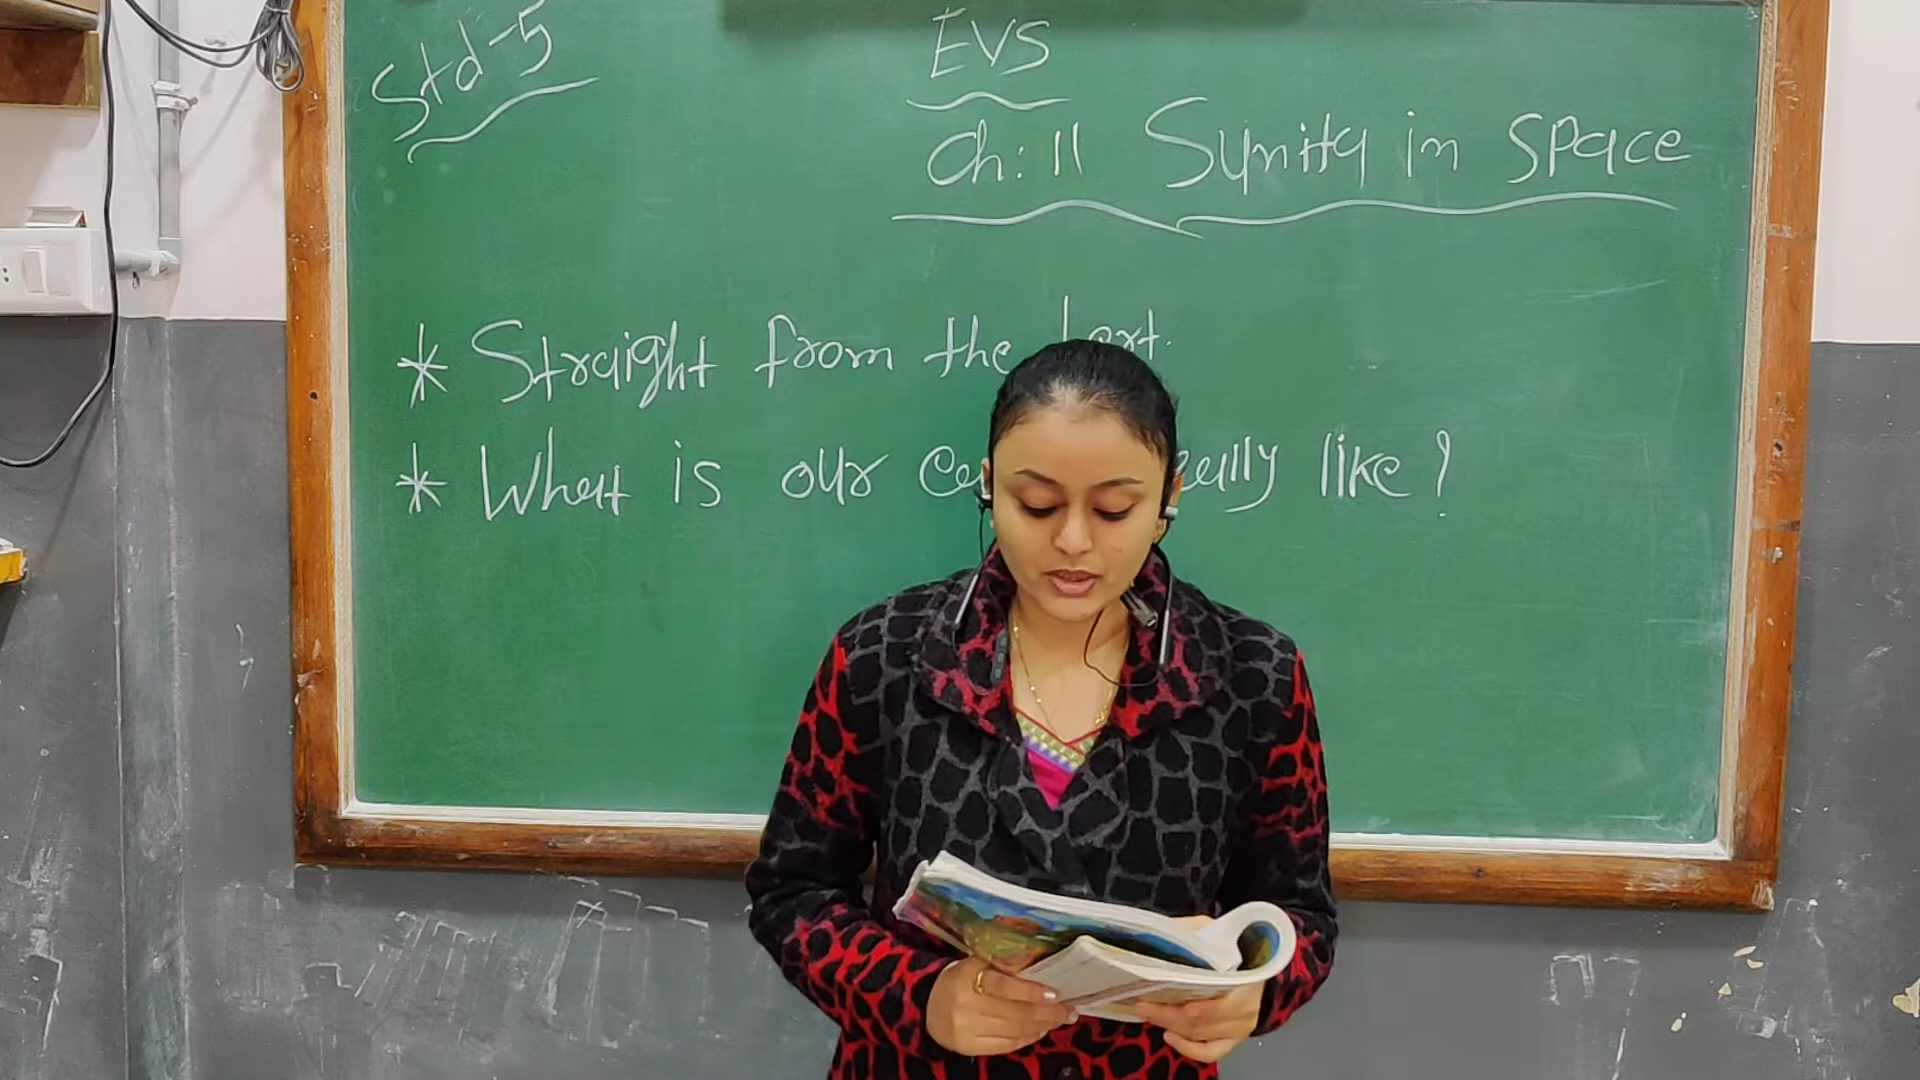 Std-5
EVS
Ch: 11 Sunita in space
* Straight from the
* What is our like?